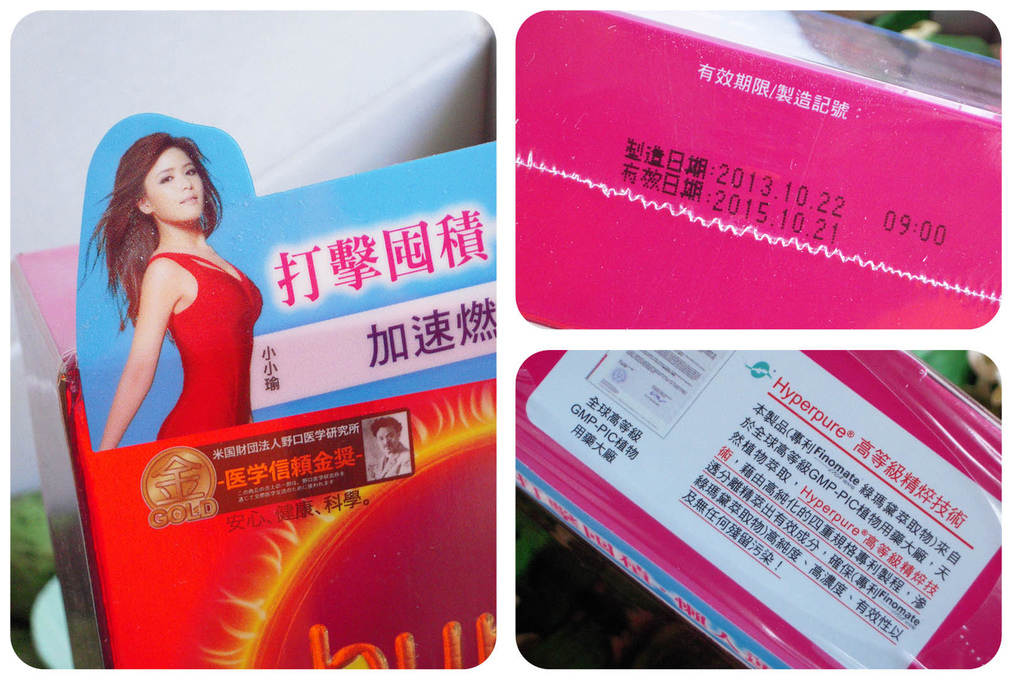 打擊囤積
加速燃
小小瑜
米国財団法人野口医学研究所
-医学信頼金奨-
金
GOLD
安心、健康、科學。
bur
有效期限/製造記號：
製造日期:2013.10.22 09:00
有效日期:2015.10.21
全球高等級
GMP-PIC植物
用藥大廠
Hyperpure® 高等級精焠技術
本製品(專利Finomate 綠瑪黛萃取物)來自
於全球高等級GMP-PIC植物用藥大廠，天
然植物萃取，Hyperpure®高等級精焠技
術，藉由高純化的四重規格專利製程，滲
透分離精萃出有效成分，確保(專利Finomate
綠瑪黛萃取物)高純度、高濃度、有效性以
及無任何殘留污染！